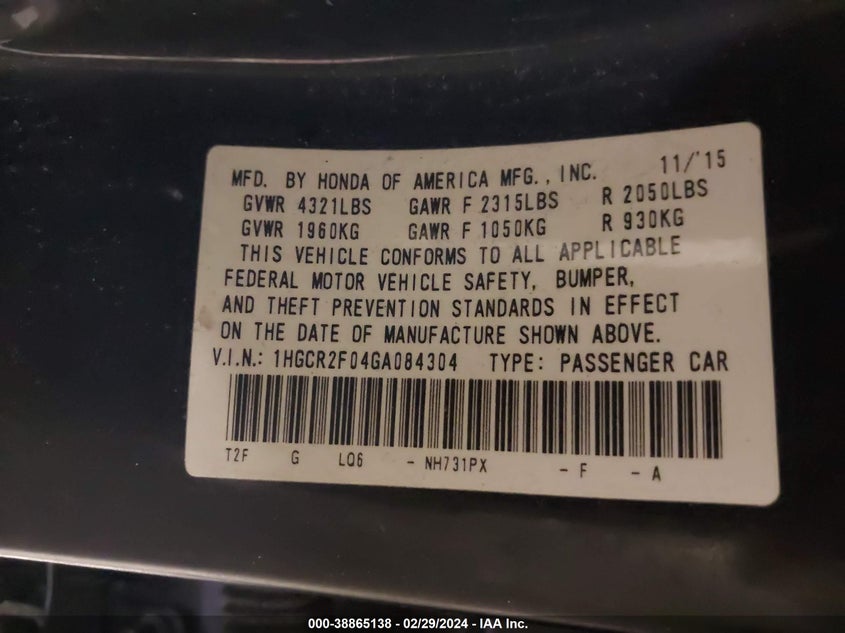 MFD. BY HONDA OF AMERICA MFG., INC. 11/'15
GVWR 4321LBS GAWR F 2315LBS R 2050LBS
GVWR 1960KG GAWR F 1050KG R 930KG
THIS VEHICLE CONFORMS TO ALL APPLICABLE
FEDERAL MOTOR VEHICLE SAFETY, BUMPER,
AND THEFT PREVENTION STANDARDS IN EFFECT
ON THE DATE OF MANUFACTURE SHOWN ABOVE.
V.I.N.: 1HGCR2F04GA084304 TYPE: PASSENGER CAR
T2F G LQ6 - NH731PX - F - A
000-38865138 - 02/29/2024 - IAA Inc.